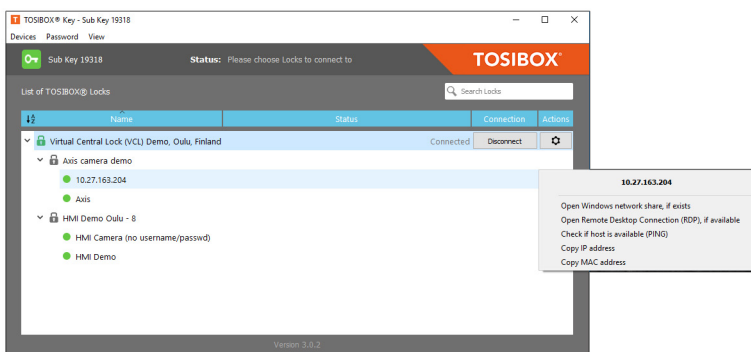 TOSIBOX® Key - Sub Key 19318
Devices Password View
Sub Key 19318 Status: Please choose Locks to connect to TOSIBOX®
List of TOSIBOX® Locks Search Locks
Name Status Connection Actions
Virtual Central Lock (VCL) Demo, Oulu, Finland Connected Disconnect
Axis camera demo
10.27.163.204
Axis
HMI Demo Oulu - 8
HMI Camera (no username/passwd)
HMI Demo
Version 3.0.2
10.27.163.204
Open Windows network share, if exists
Open Remote Desktop Connection (RDP), if available
Check if host is available (PING)
Copy IP address
Copy MAC address